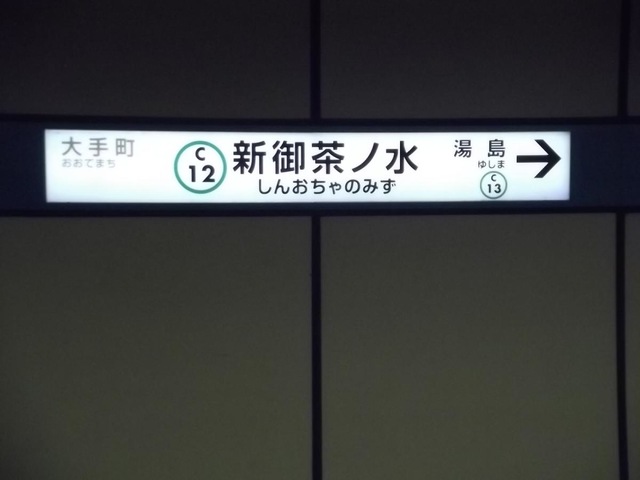 大手町
おおてまち
C
12
新御茶ノ水
しんおちゃのみず
湯島
ゆしま
C
13